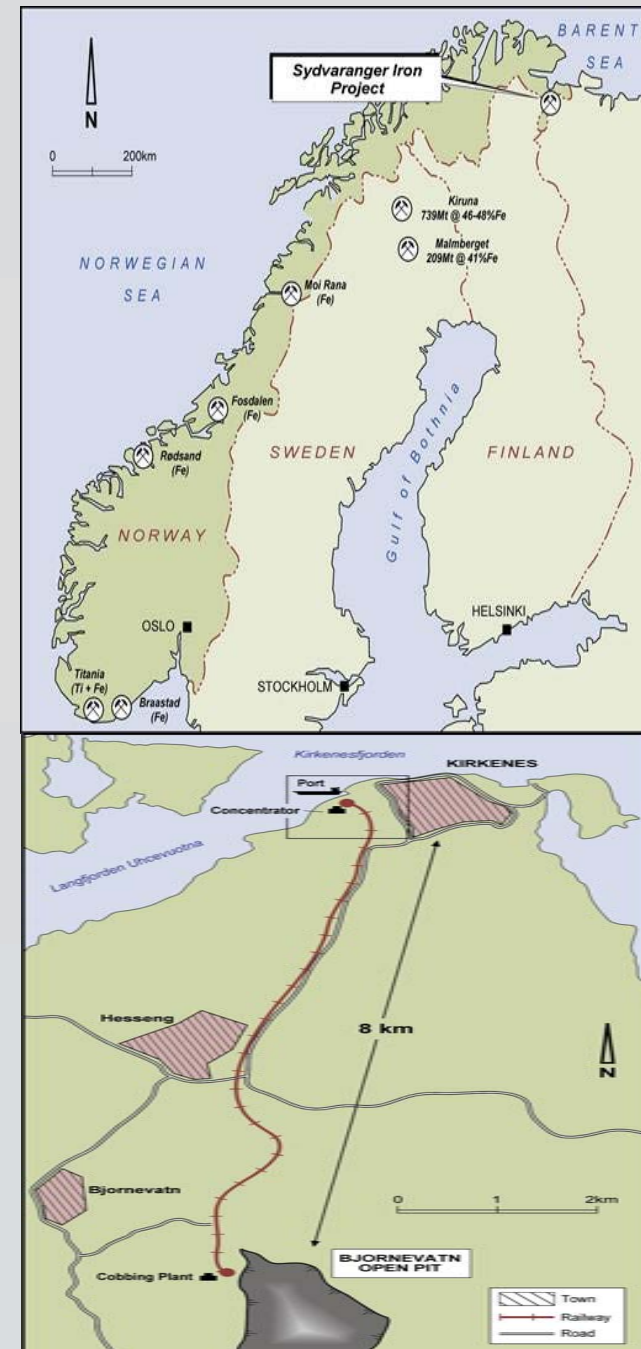 BARENT
SEA
Sydvaranger Iron
Project
N
0 200km
Kiruna
739Mt @ 46-48%Fe
Malmberget
209Mt @ 41%Fe
NORWEGIAN
SEA
Moi Rana
(Fe)
Fosdalen
(Fe)
Rødsand
(Fe)
SWEDEN
FINLAND
Gulf of Bothnia
NORWAY
OSLO
HELSINKI
STOCKHOLM
Titania
(Ti + Fe)
Braastad
(Fe)
Kirkenesfjorden
KIRKENES
Port
Concentrator
Langfjorden Uhcevuotna
Hesseng
8 km
N
Bjornevatn
0 1 2km
BJORNEVATN
OPEN PIT
Cobbing Plant
Town
Railway
Road